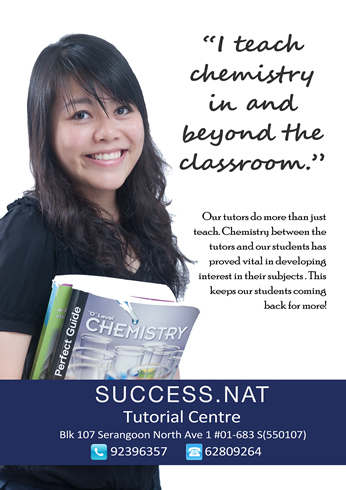 “I teach
chemistry
in and
beyond the
classroom.”
Our tutors do more than just
teach. Chemistry between the
tutors and our students has
proved vital in developing
interest in their subjects . This
keeps our students coming
back for more!
Perfect Guide
'O' Level
CHEMISTRY
SUCCESS.NAT
Tutorial Centre
Blk 107 Serangoon North Ave 1 #01-683 S(550107)
92396357 62809264